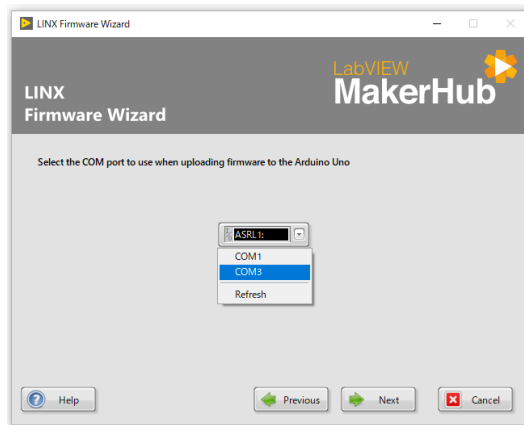 LINX Firmware Wizard
LabVIEW
MakerHub
LINX
Firmware Wizard
Select the COM port to use when uploading firmware to the Arduino Uno
ASRL1:
COM1
COM3
Refresh
Help
Previous
Next
Cancel